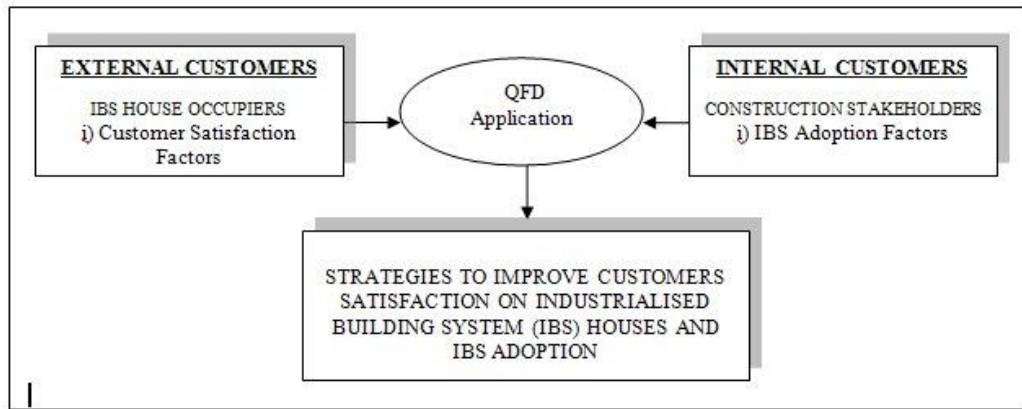 EXTERNAL CUSTOMERS
IBS HOUSE OCCUPIERS
i) Customer Satisfaction
Factors
QFD
Application
INTERNAL CUSTOMERS
CONSTRUCTION STAKEHOLDERS
i) IBS Adoption Factors
STRATEGIES TO IMPROVE CUSTOMERS
SATISFACTION ON INDUSTRIALISED
BUILDING SYSTEM (IBS) HOUSES AND
IBS ADOPTION